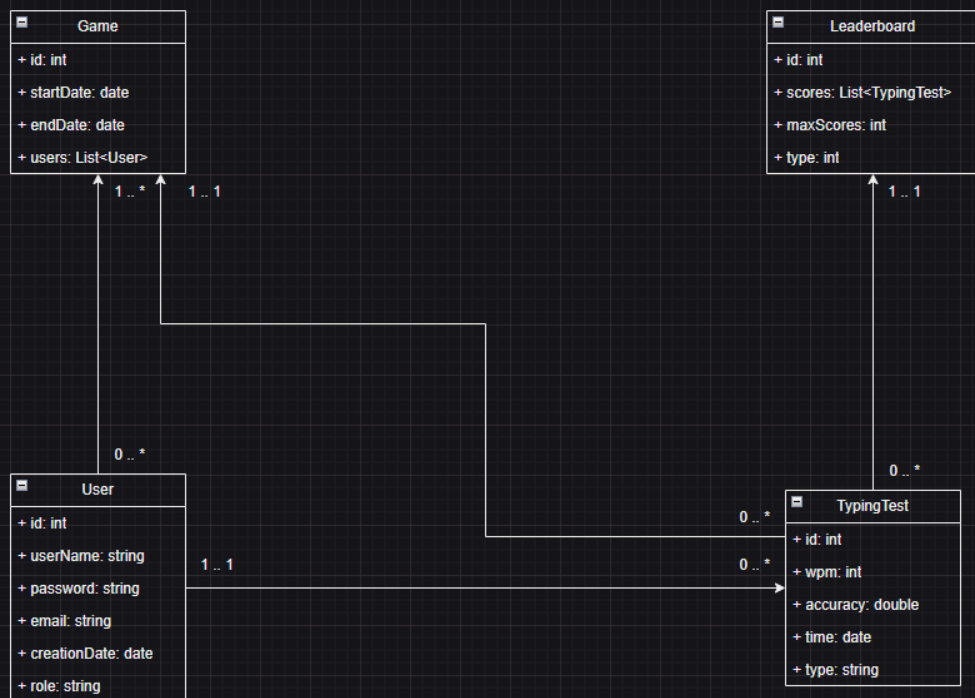 Game
+ id: int
+ startDate: date
+ endDate: date
+ users: List<User>
1 .. *
1 .. 1
Leaderboard
+ id: int
+ scores: List<TypingTest>
+ maxScores: int
+ type: int
1 .. 1
0 .. *
User
+ id: int
+ userName: string
+ password: string
+ email: string
+ creationDate: date
+ role: string
1 .. 1
0 .. *
0 .. *
0 .. *
TypingTest
+ id: int
+ wpm: int
+ accuracy: double
+ time: date
+ type: string